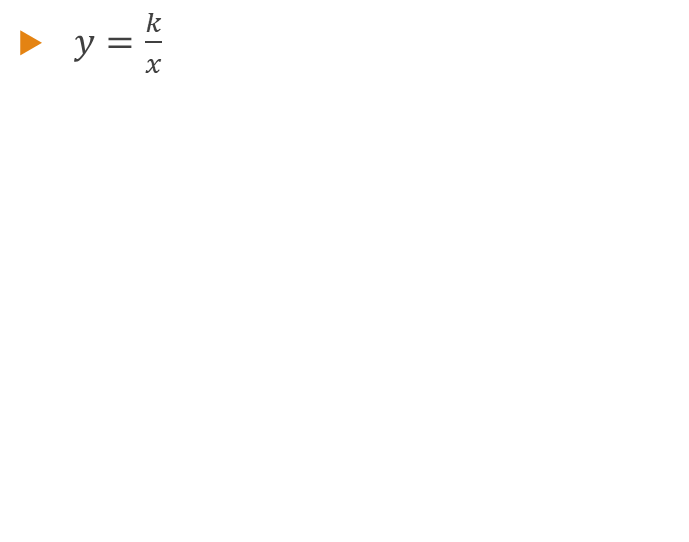 y = k/x